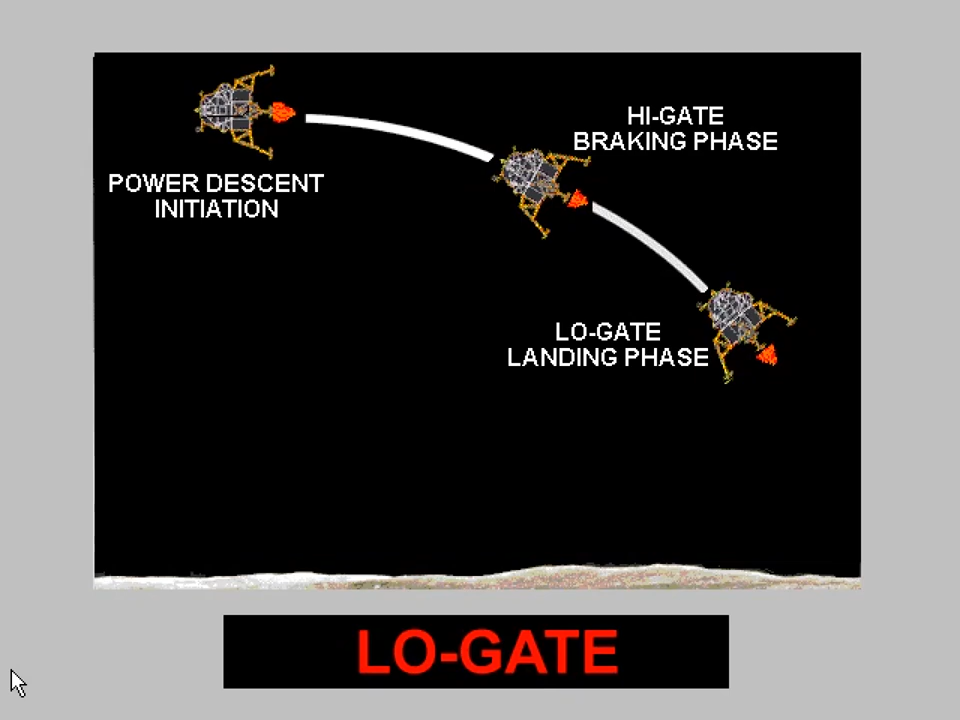 POWER DESCENT
INITIATION
HI-GATE
BRAKING PHASE
LO-GATE
LANDING PHASE
LO-GATE